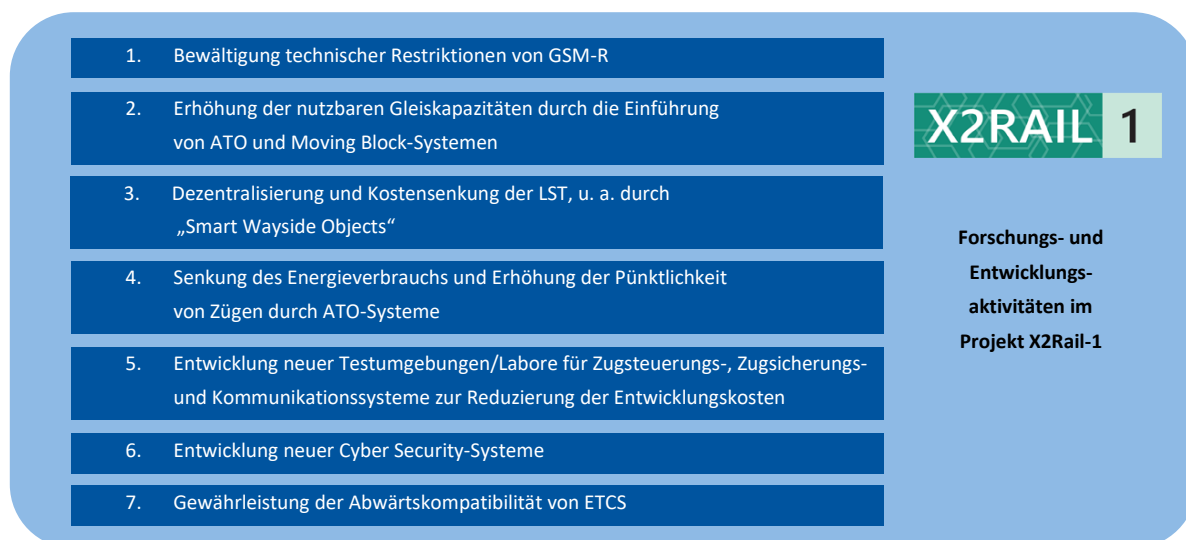 1. Bewältigung technischer Restriktionen von GSM-R
2. Erhöhung der nutzbaren Gleiskapazitäten durch die Einführung
von ATO und Moving Block-Systemen
3. Dezentralisierung und Kostensenkung der LST, u. a. durch
„Smart Wayside Objects“
4. Senkung des Energieverbrauchs und Erhöhung der Pünktlichkeit
von Zügen durch ATO-Systeme
5. Entwicklung neuer Testumgebungen/Labore für Zugsteuerungs-, Zugsicherungs-
und Kommunikationssysteme zur Reduzierung der Entwicklungskosten
6. Entwicklung neuer Cyber Security-Systeme
7. Gewährleistung der Abwärtskompatibilität von ETCS
X2RAIL 1
Forschungs- und
Entwicklungs-
aktivitäten im
Projekt X2Rail-1